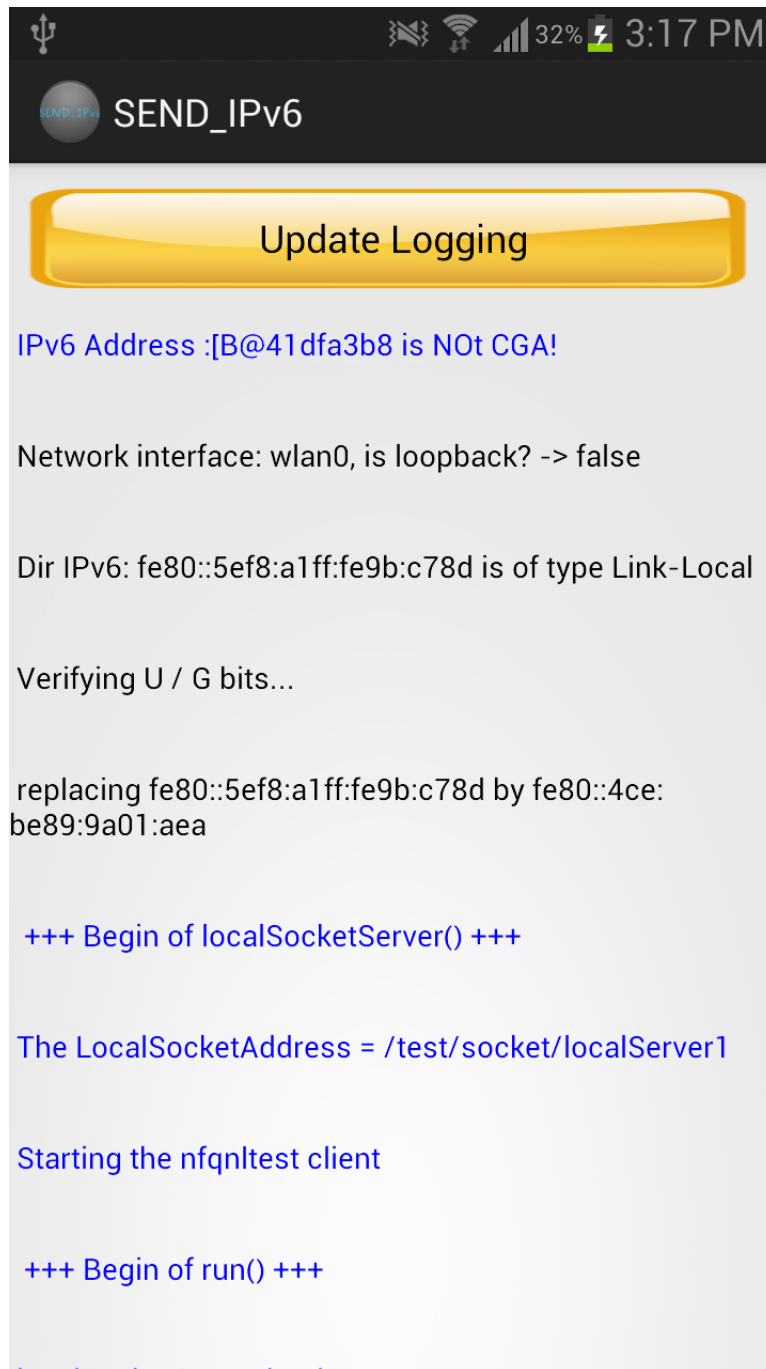 32% 3:17 PM
SEND_IPv6 SEND_IPv6
Update Logging
IPv6 Address :[B@41dfa3b8 is NOt CGA!
Network interface: wlan0, is loopback? -> false
Dir IPv6: fe80::5ef8:a1ff:fe9b:c78d is of type Link-Local
Verifying U / G bits...
replacing fe80::5ef8:a1ff:fe9b:c78d by fe80::4ce:
be89:9a01:aea
+++ Begin of localSocketServer() +++
The LocalSocketAddress = /test/socket/localServer1
Starting the nfqnltest client
+++ Begin of run() +++